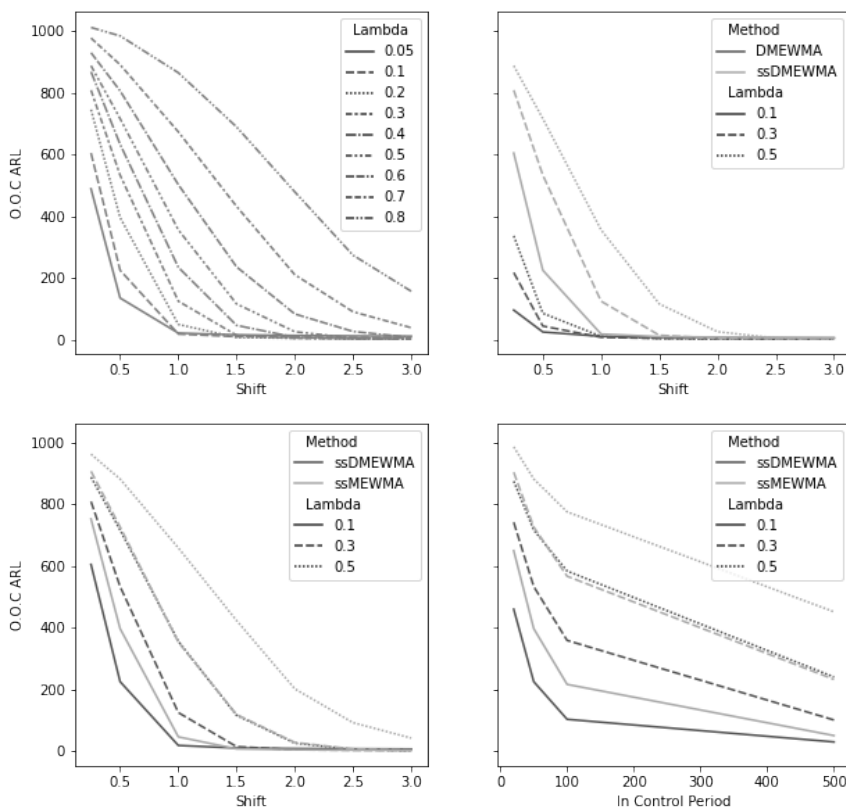 Lambda
0.05
0.1
0.2
0.3
0.4
0.5
0.6
0.7
0.8
1000
800
600
400
200
0
O.O.C ARL
0.5 1.0 1.5 2.0 2.5 3.0
Shift
Method
DMEWMA
ssDMEWMA
Lambda
0.1
0.3
0.5
0.5 1.0 1.5 2.0 2.5 3.0
Shift
Method
ssDMEWMA
ssMEWMA
Lambda
0.1
0.3
0.5
1000
800
600
400
200
0
O.O.C ARL
0.5 1.0 1.5 2.0 2.5 3.0
Shift
Method
ssDMEWMA
ssMEWMA
Lambda
0.1
0.3
0.5
0 100 200 300 400 500
In Control Period